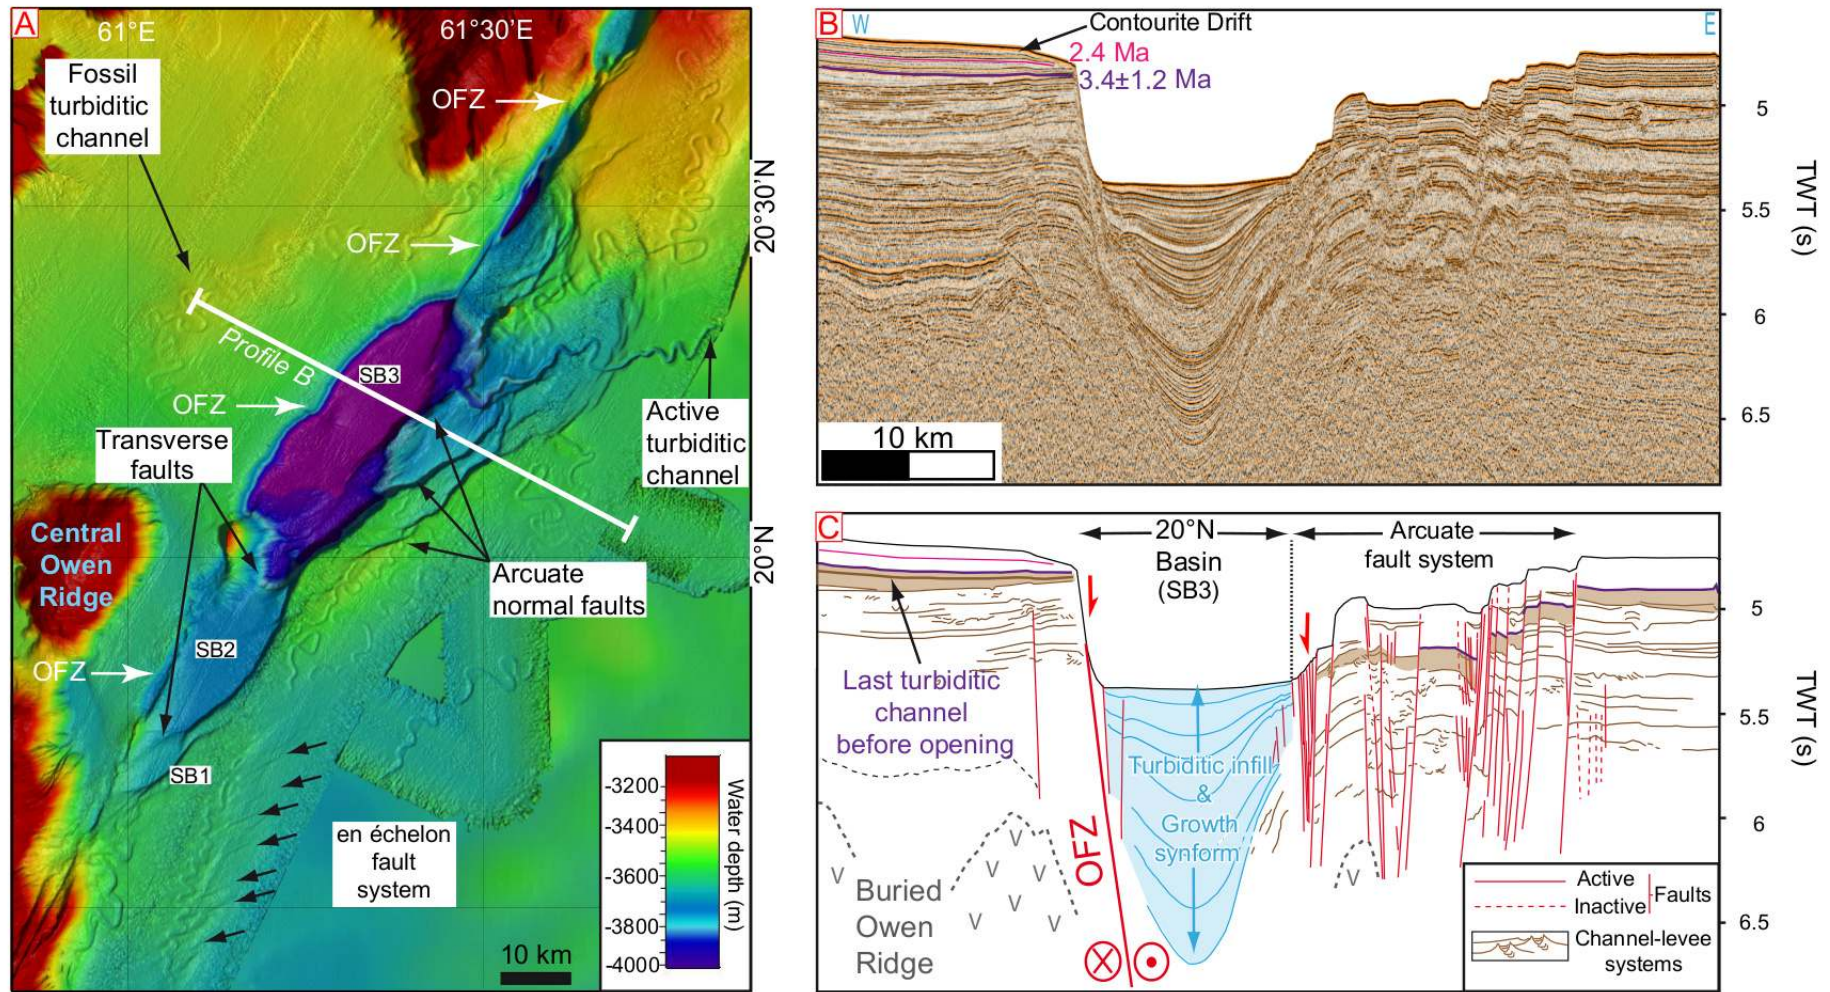 A
61°E
61°30'E
Fossil
turbiditic
channel
OFZ
20°30'N
OFZ
Profile B
SB3
OFZ
Active
turbiditic
channel
Transverse
faults
Central
Owen
Ridge
20°N
Arcuate
normal faults
SB2
OFZ
SB1
en échelon
fault
system
-3200
-3400
-3600
-3800
-4000
Water depth (m)
10 km
B
W
Contourite Drift
E
2.4 Ma
3.4±1.2 Ma
5
5.5
6
6.5
TWT (s)
10 km
C
20°N
Basin
(SB3)
Arcuate
fault system
Last turbiditic
channel
before opening
Turbiditic infill
&
Growth
synform
OFZ
V
V
V
V
V
V
V
V
Buried
Owen
Ridge
5
5.5
6
6.5
TWT (s)
Active
Inactive
Faults
Channel-levee
systems